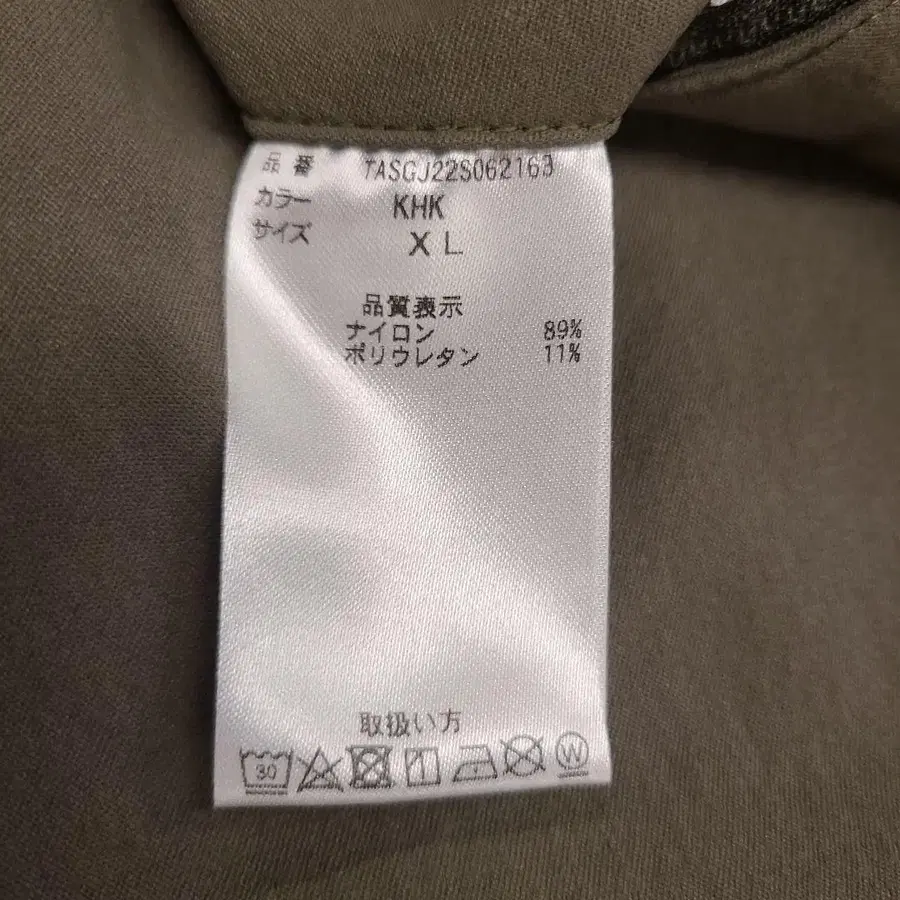 品番 TASGJ22S062163
カラー KHK
サイズ XL
品質表示
ナイロン 89%
ポリウレタン 11%
取扱い方
30 W